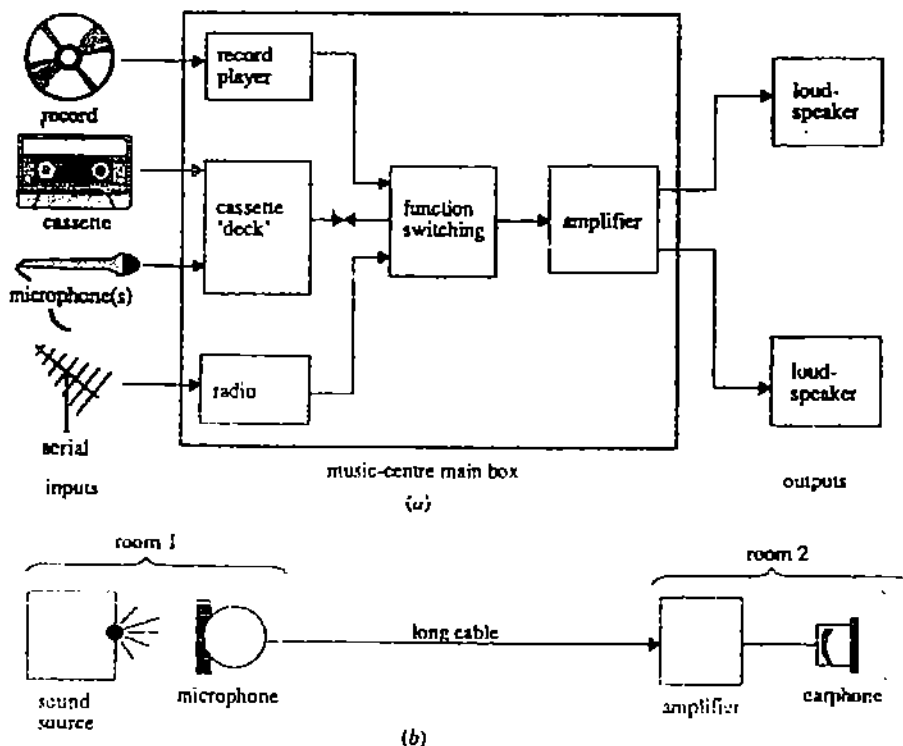 record
player
loud-
speaker
record
cassette
cassette
'deck'
function
switching
amplifier
microphone(s)
radio
loud-
speaker
aerial
inputs
music-centre main box
outputs
(a)
room 1
room 2
long cable
sound
source
microphone
amplifier
earphone
(b)